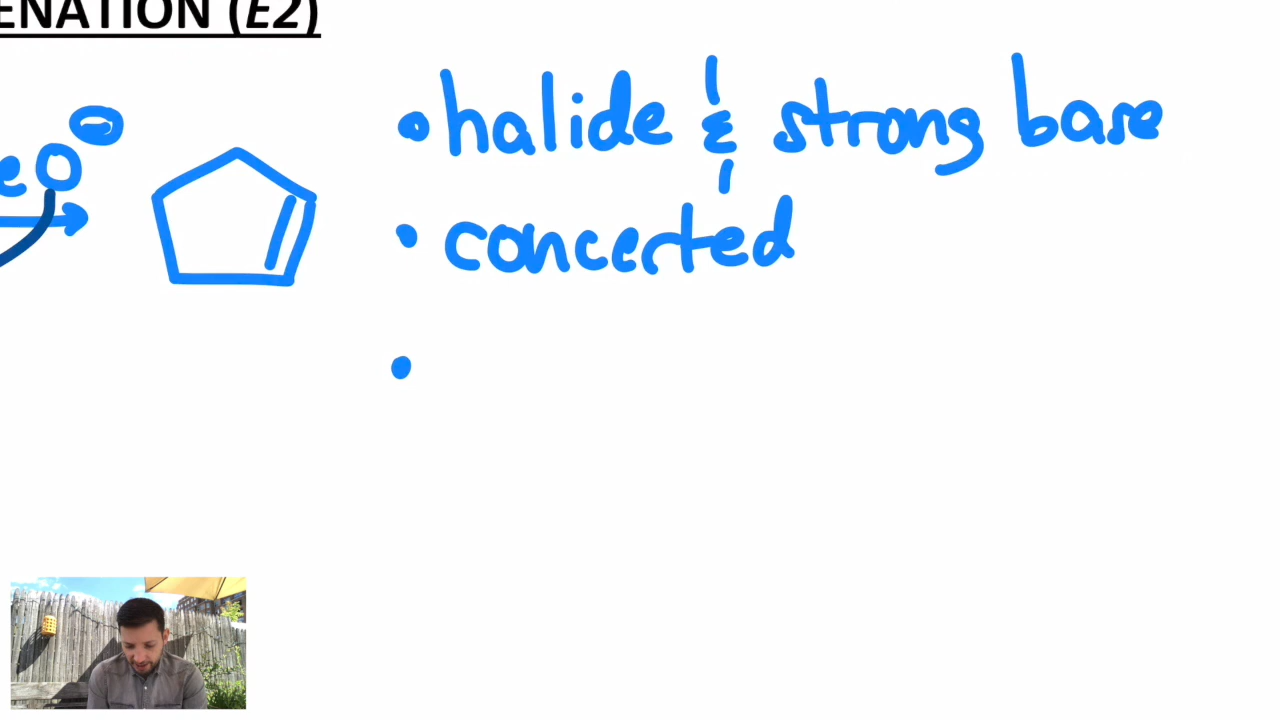 ENATION (E2)
e O⊖
• halide & strong base
• concerted
•